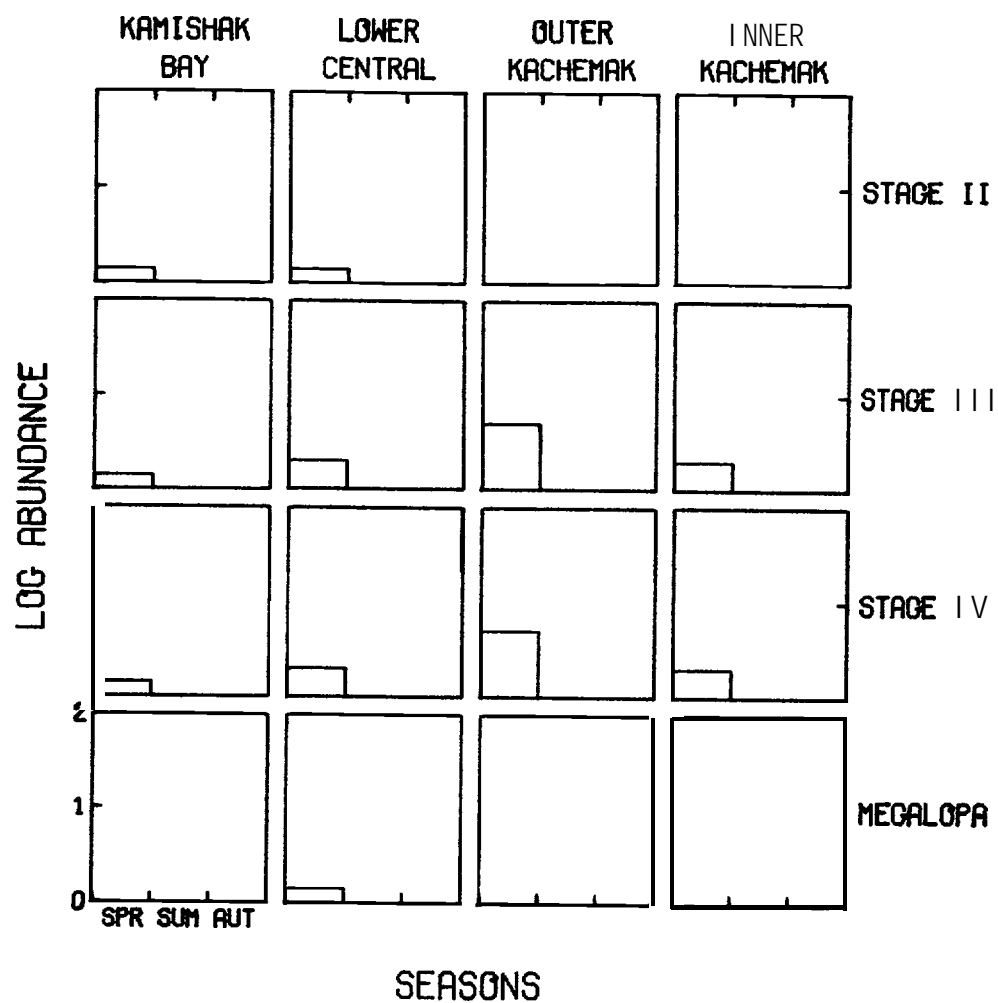 KAMISHAK BAY
LOWER CENTRAL
OUTER KACHEMAK
INNER KACHEMAK
STAGE II
STAGE III
STAGE IV
MEGALOPA
LOG ABUNDANCE
2
1
0
SPR SUM AUT
SEASONS